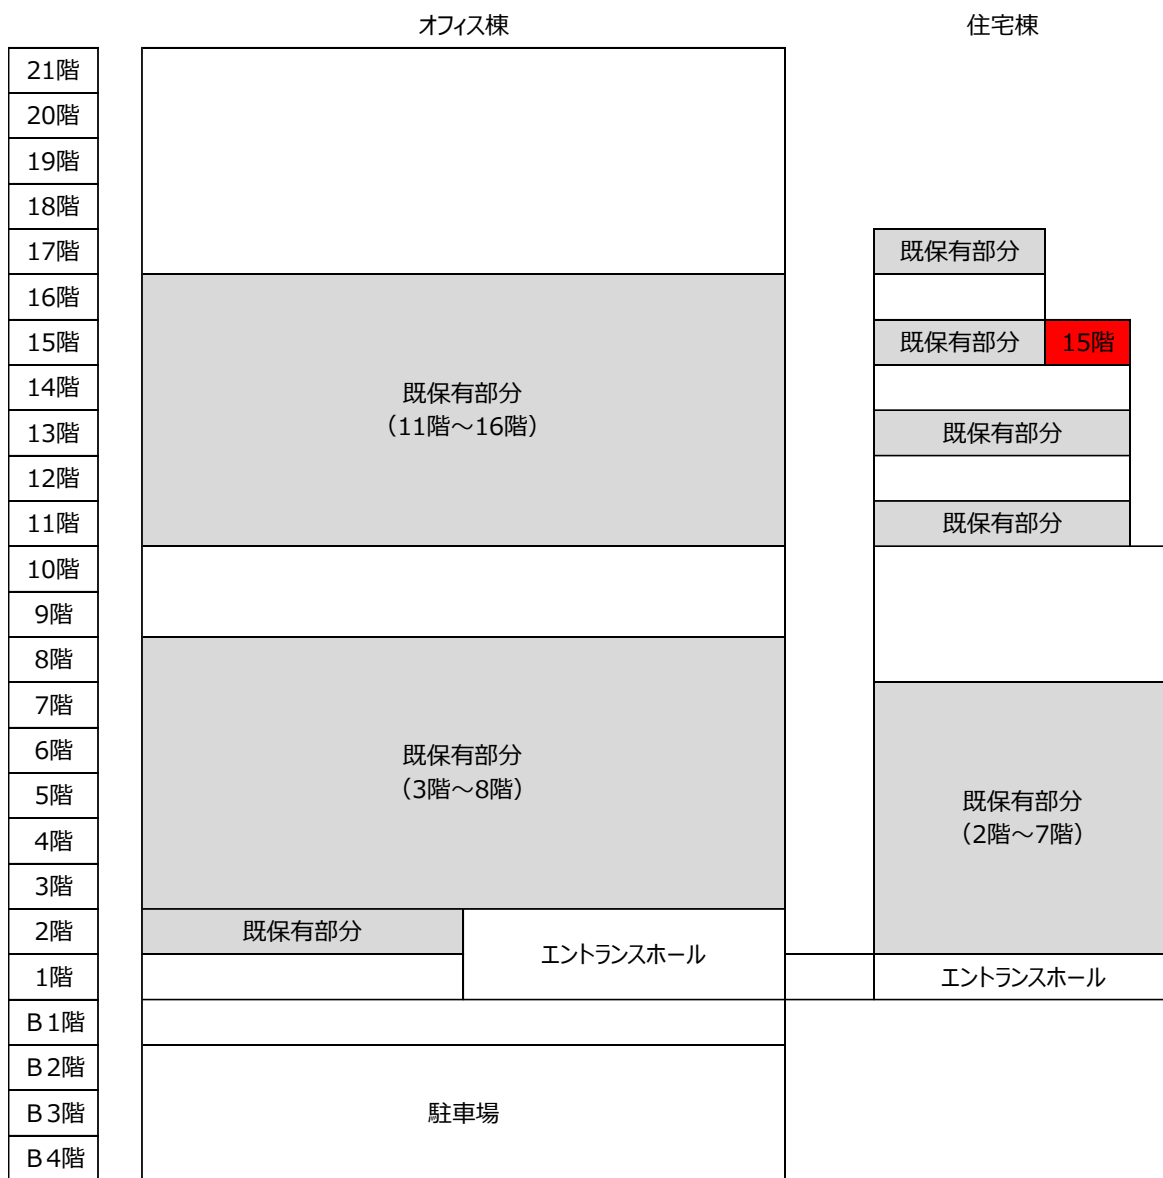 オフィス棟 住宅棟
21階
20階
19階
18階
17階 既保有部分
16階
15階 既保有部分 15階
14階
既保有部分
(11階～16階)
13階 既保有部分
12階
11階 既保有部分
10階
9階
8階
7階
6階
既保有部分
(3階～8階)
5階
既保有部分
(2階～7階)
4階
3階
2階 既保有部分
エントランスホール
1階 エントランスホール
B1階
B2階
B3階 駐車場
B4階